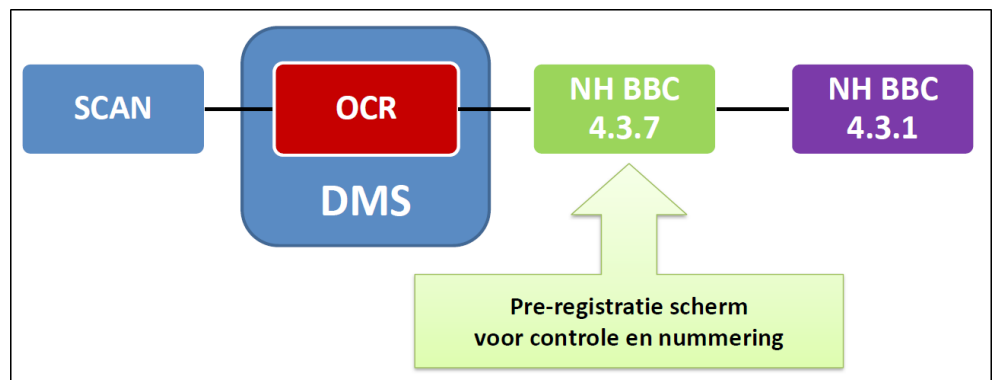 SCAN
OCR
DMS
NH BBC
4.3.7
NH BBC
4.3.1
Pre-registratie scherm
voor controle en nummering